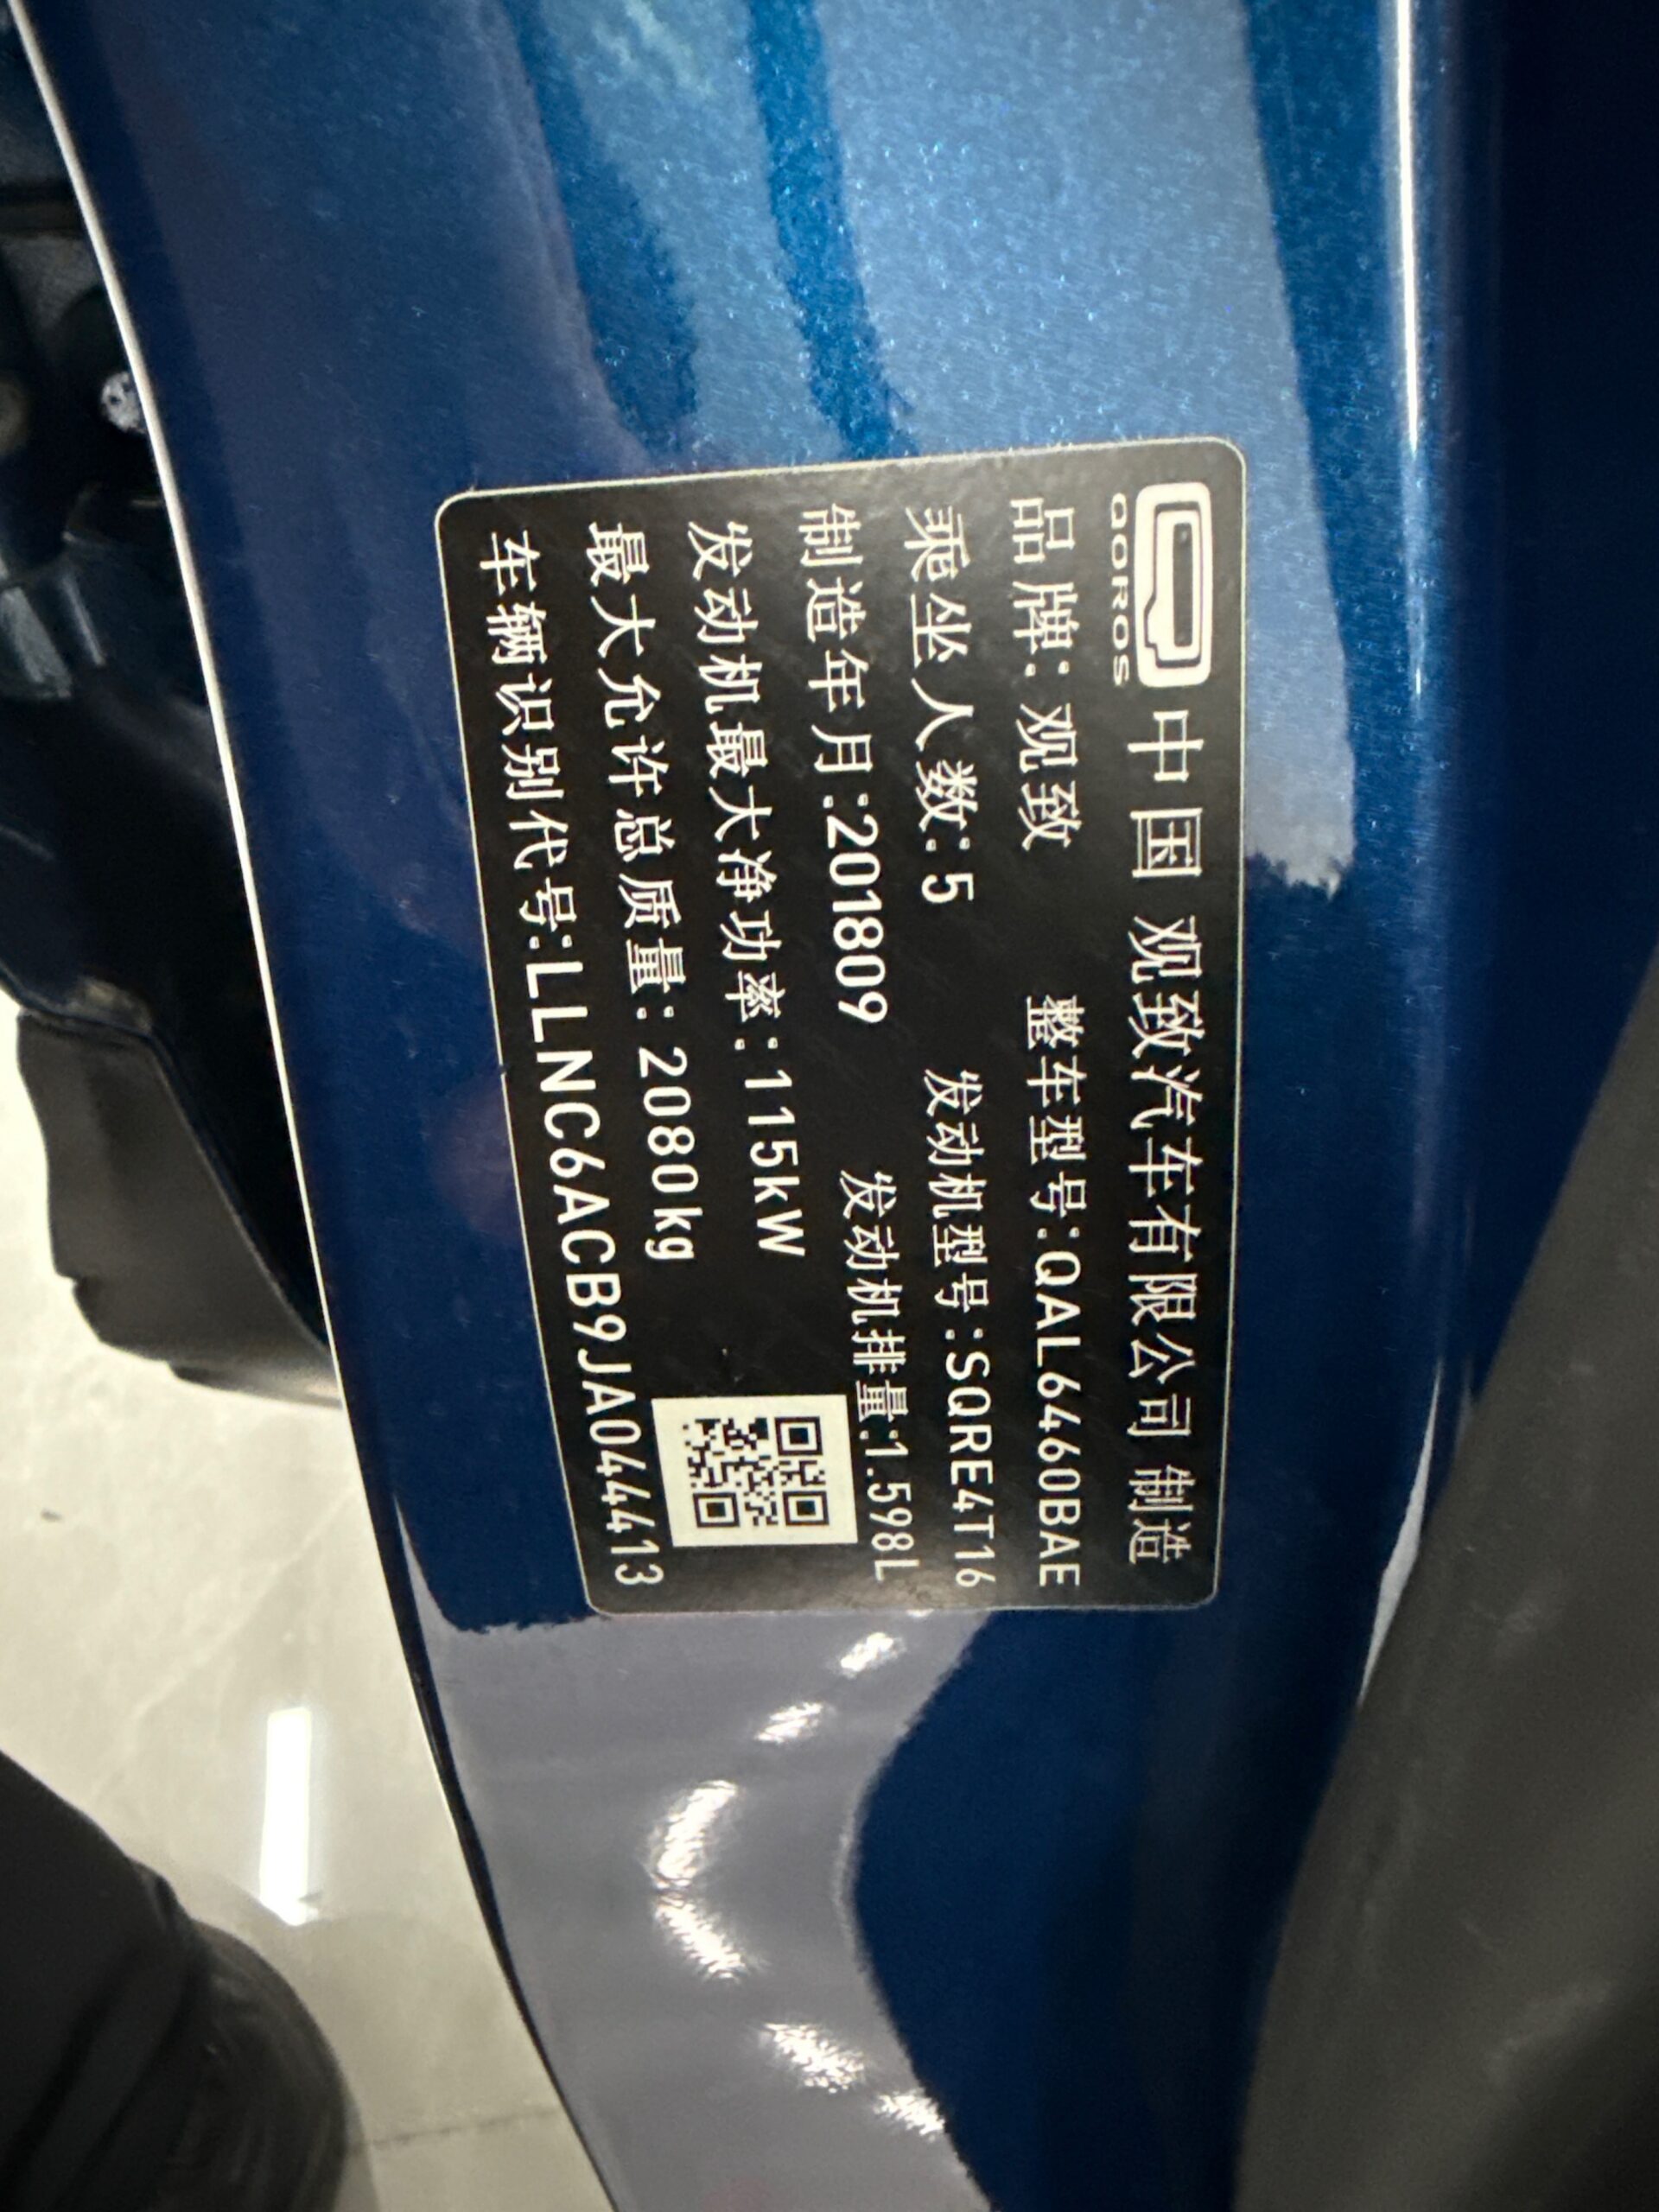 QOROS 中国 观致汽车有限公司 制造
品牌:观致 整车型号:QAL6460BAE
乘坐人数:5 发动机型号:SQRE4T16
制造年月:201809 发动机排量:1.598L
发动机最大净功率:115kW
最大允许总质量:2080kg
车辆识别代号:LLNC6ACB9JA044413